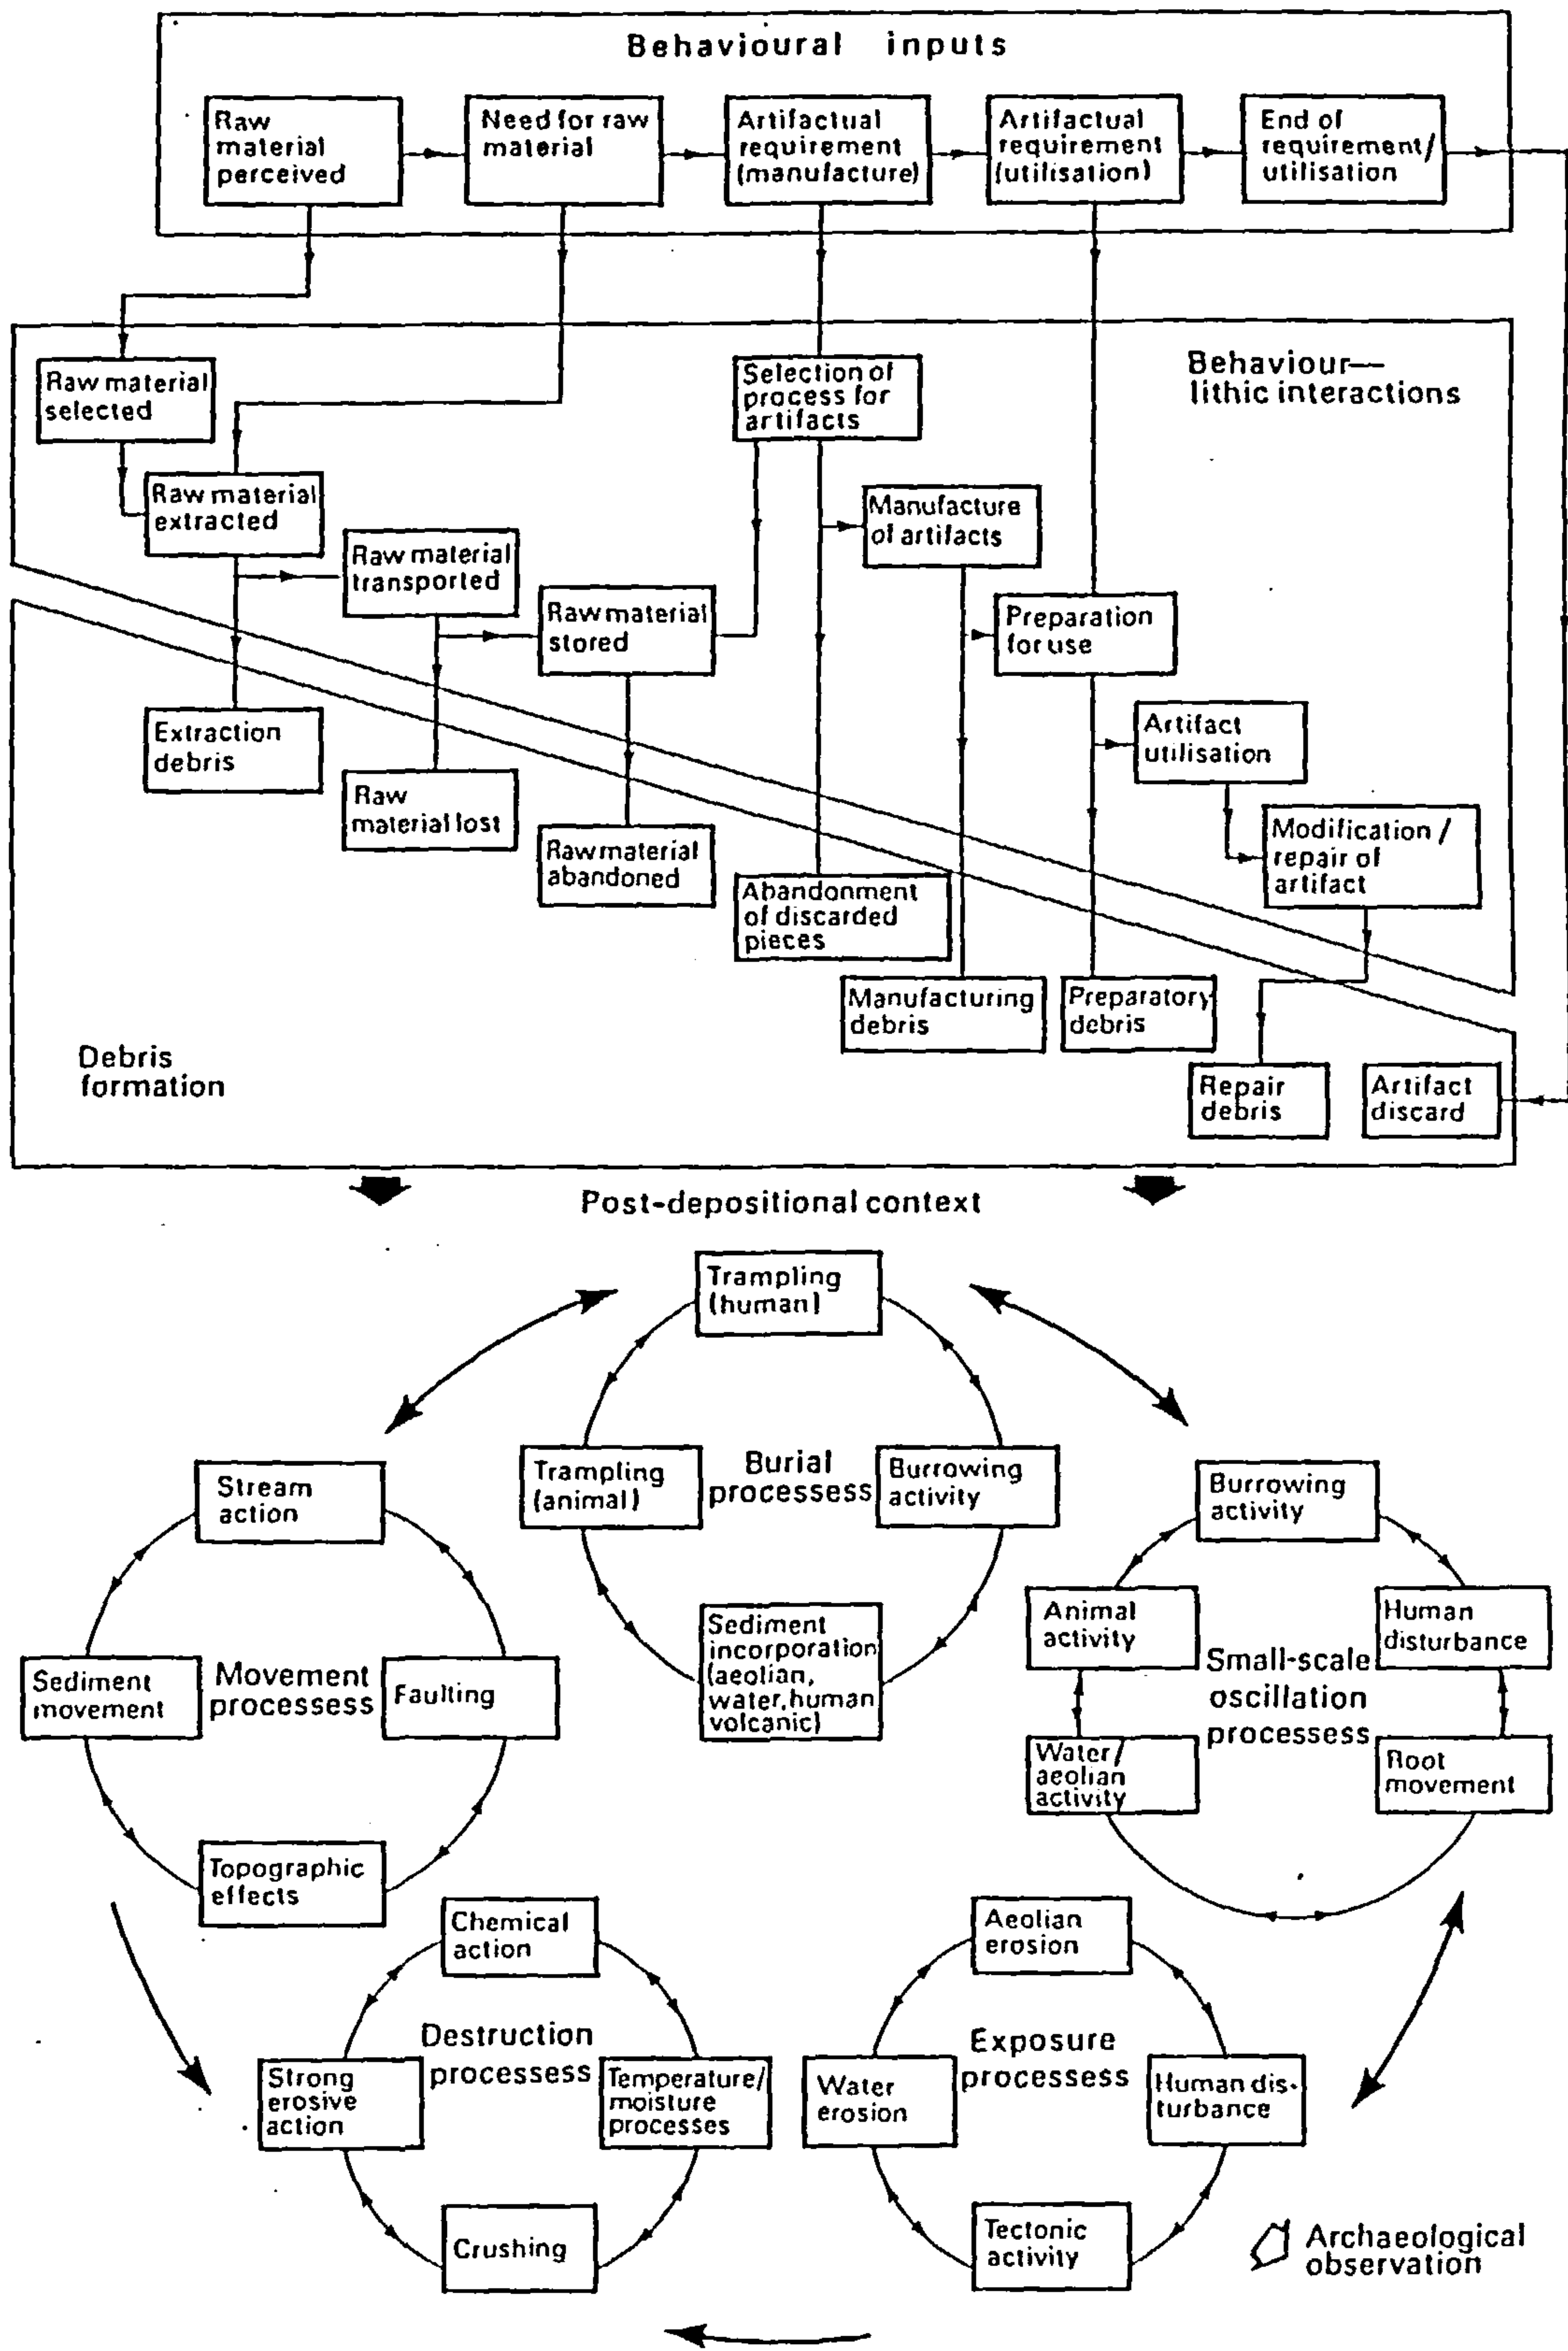 Behavioural inputs
Raw
material
perceived
Need for raw
material
Artifactual
requirement
(manufacture)
Artifactual
requirement
(utilisation)
End of
requirement/
utilisation
Behaviour—
lithic interactions
Raw material
selected
Raw material
extracted
Raw material
transported
Raw material
stored
Selection of
process for
artifacts
Manufacture
of artifacts
Preparation
for use
Artifact
utilisation
Modification /
repair of
artifact
Extraction
debris
Raw
material lost
Raw material
abandoned
Abandonment
of discarded
pieces
Manufacturing
debris
Preparatory
debris
Repair
debris
Artifact
discard
Debris
formation
Post-depositional context
Trampling
(human)
Trampling
(animal)
Burial
processess
Burrowing
activity
Sediment
incorporation
(aeolian,
water, human
volcanic)
Stream
action
Sediment
movement
Movement
processess
Faulting
Topographic
effects
Burrowing
activity
Animal
activity
Human
disturbance
Small-scale
oscillation
processess
Water/
aeolian
activity
Root
movement
Chemical
action
Destruction
processess
Strong
erosive
action
Temperature/
moisture
processes
Crushing
Aeolian
erosion
Exposure
processess
Water
erosion
Human dis-
turbance
Tectonic
activity
Archaeological
observation